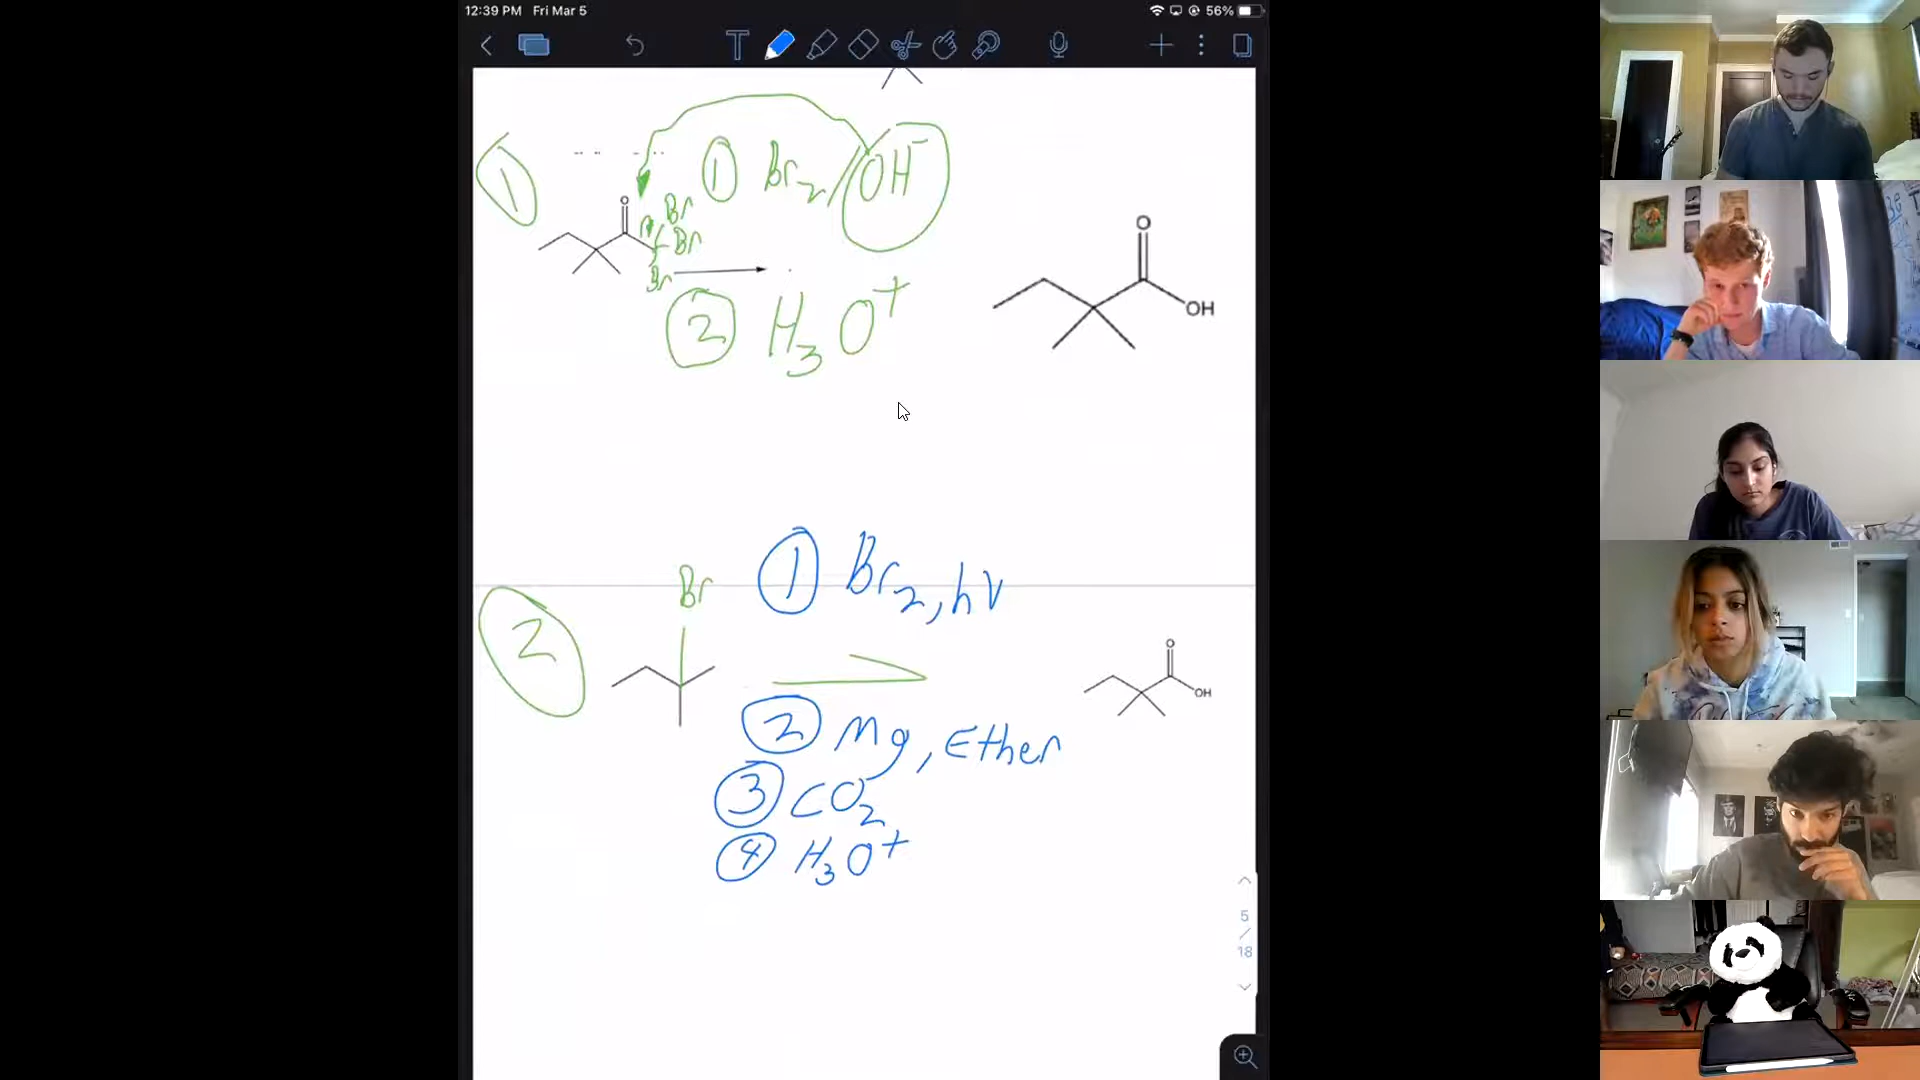 12:39 PM Fri Mar 5
56%
T
1
1 Br2/OH-
O
Br
Br
Br
2 H3O+
O
OH
2
Br
1 Br2, hν
O
OH
2 Mg, Ether
3 CO2
4 H3O+
5
/
18